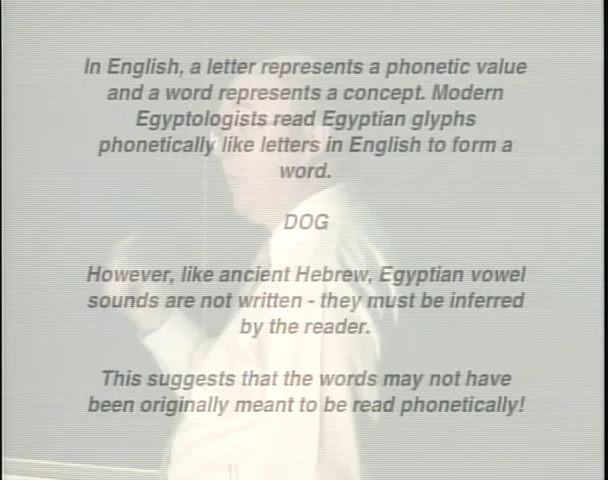 In English, a letter represents a phonetic value
and a word represents a concept. Modern
Egyptologists read Egyptian glyphs
phonetically like letters in English to form a
word.
DOG
However, like ancient Hebrew, Egyptian vowel
sounds are not written - they must be inferred
by the reader.
This suggests that the words may not have
been originally meant to be read phonetically!